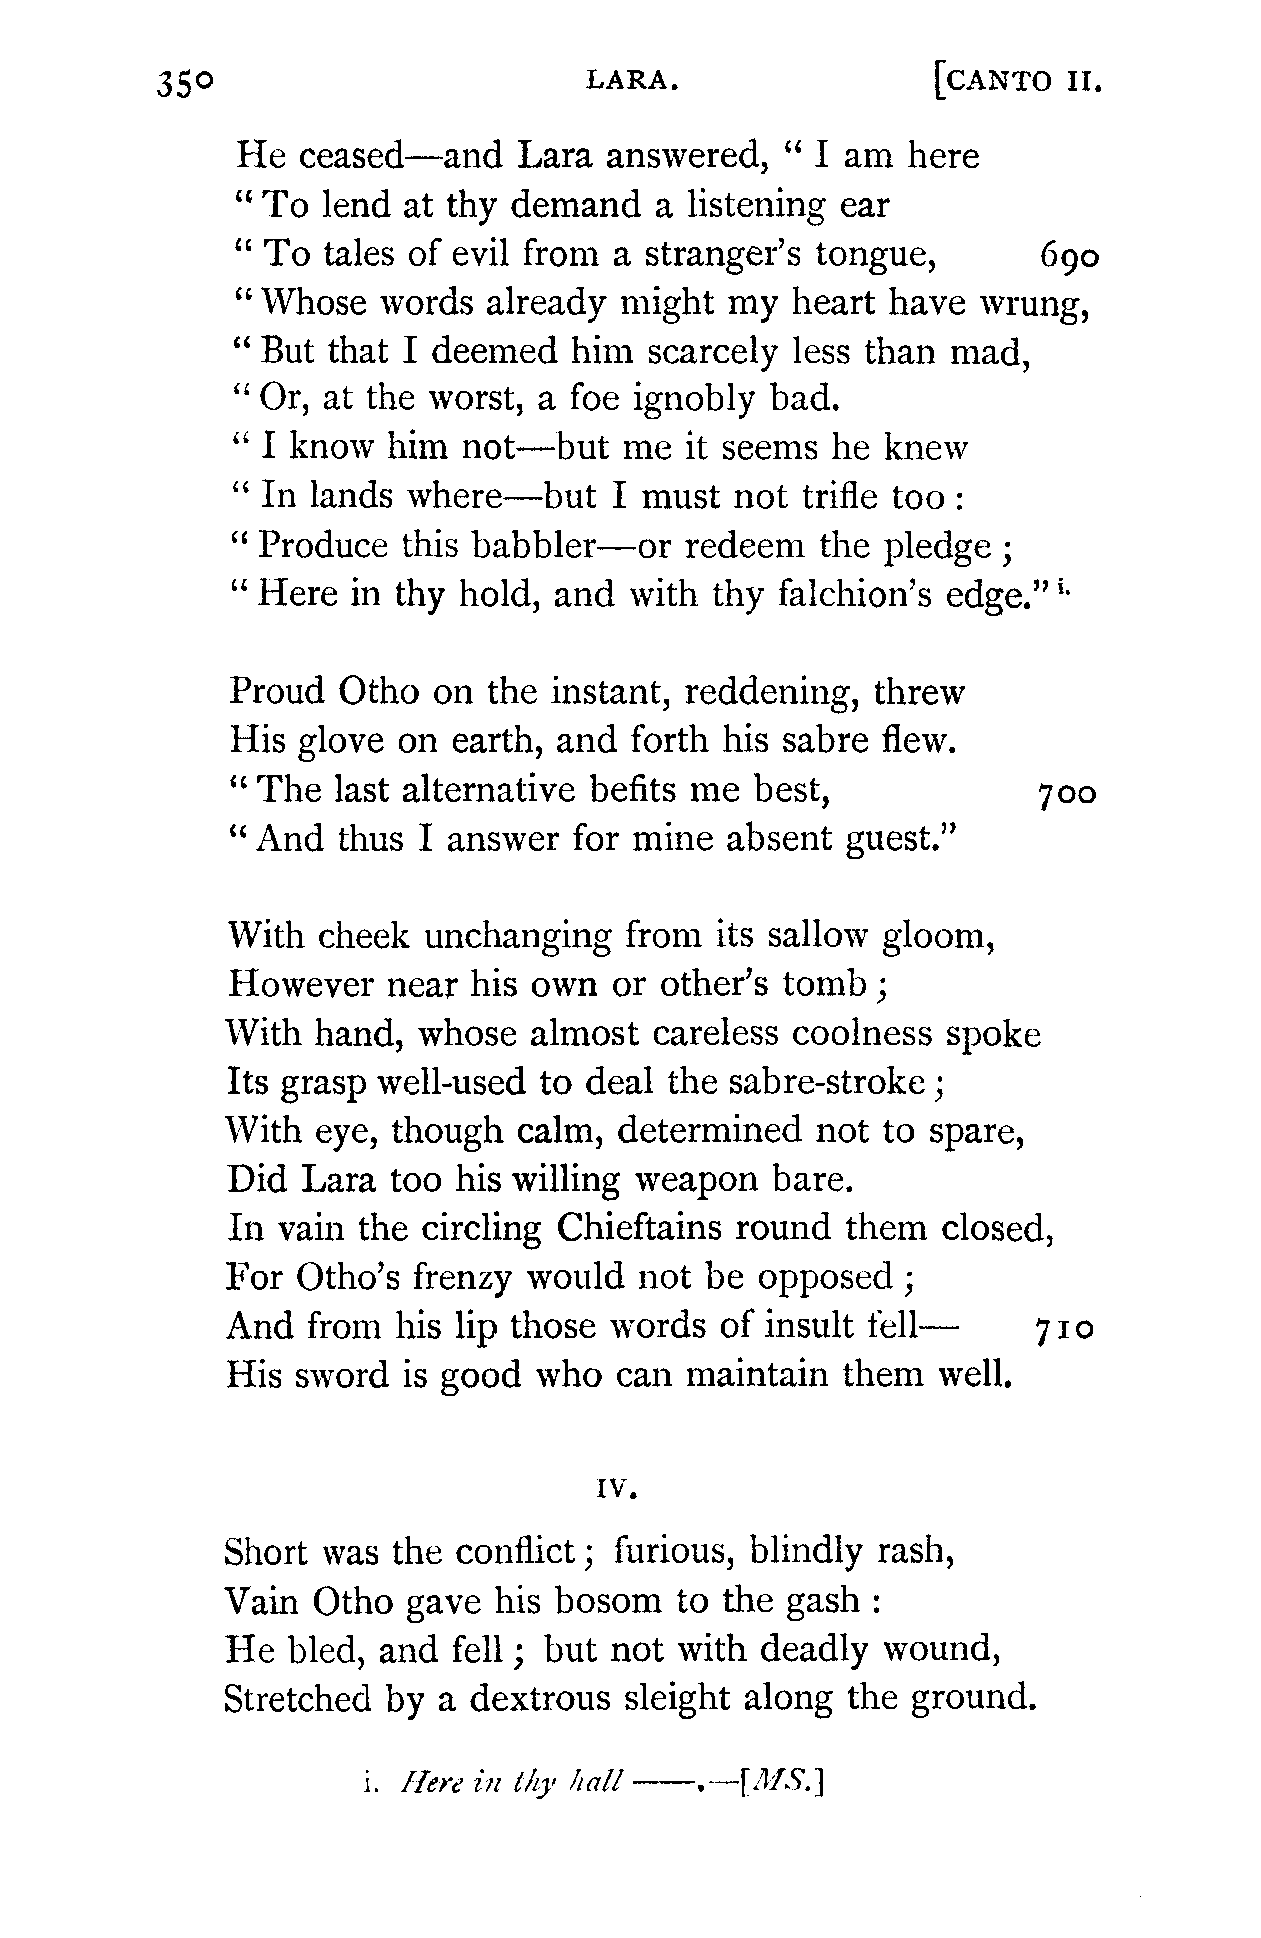 350 LARA. [CANTO II.
He ceased—and Lara answered, “ I am here
“ To lend at thy demand a listening ear
“ To tales of evil from a stranger’s tongue, 690
“ Whose words already might my heart have wrung,
“ But that I deemed him scarcely less than mad,
“ Or, at the worst, a foe ignobly bad.
“ I know him not—but me it seems he knew
“ In lands where—but I must not trifle too :
“ Produce this babbler—or redeem the pledge ;
“ Here in thy hold, and with thy falchion’s edge.” i.
Proud Otho on the instant, reddening, threw
His glove on earth, and forth his sabre flew.
“ The last alternative befits me best, 700
“ And thus I answer for mine absent guest.”
With cheek unchanging from its sallow gloom,
However near his own or other’s tomb ;
With hand, whose almost careless coolness spoke
Its grasp well-used to deal the sabre-stroke ;
With eye, though calm, determined not to spare,
Did Lara too his willing weapon bare.
In vain the circling Chieftains round them closed,
For Otho’s frenzy would not be opposed ;
And from his lip those words of insult fell— 710
His sword is good who can maintain them well.
IV.
Short was the conflict ; furious, blindly rash,
Vain Otho gave his bosom to the gash :
He bled, and fell ; but not with deadly wound,
Stretched by a dextrous sleight along the ground.
i. Here in thy hall ——.—[MS.]